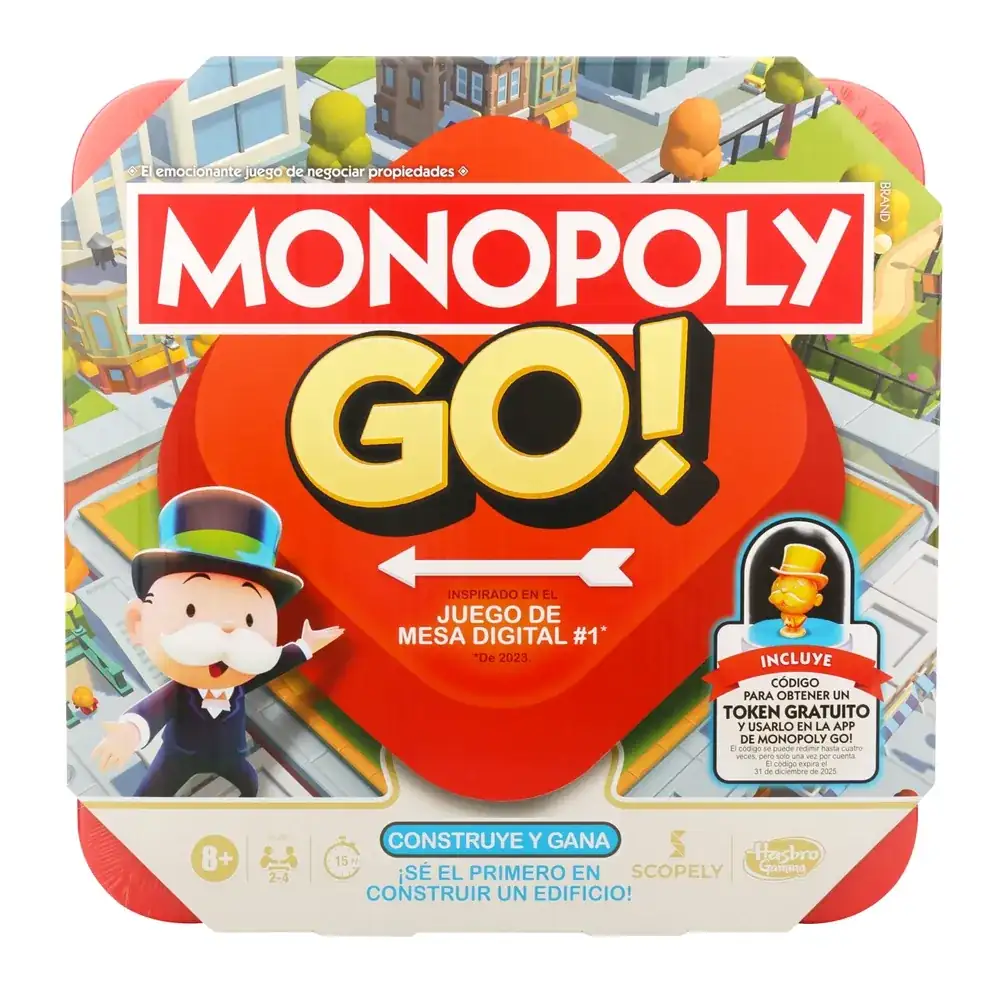 El emocionante juego de negociar propiedades
BRAND
MONOPOLY
GO!
INSPIRADO EN EL
JUEGO DE
MESA DIGITAL #1*
*De 2023.
INCLUYE
CÓDIGO
PARA OBTENER UN
TOKEN GRATUITO
Y USARLO EN LA APP
DE MONOPOLY GO!
El código se puede redimir hasta cuatro
veces, pero solo una vez por cuenta.
El código expira el
31 de diciembre de 2025
8+
2-4
15
CONSTRUYE Y GANA
¡SÉ EL PRIMERO EN
CONSTRUIR UN EDIFICIO!
SCOPELY
Hasbro
Gaming